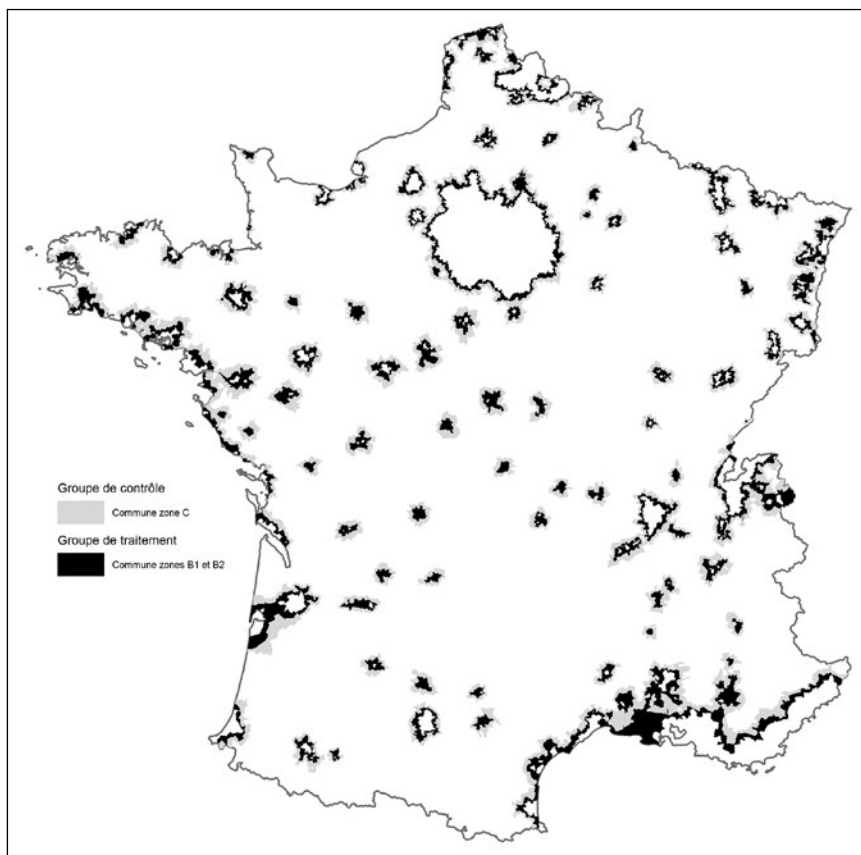 Groupe de contrôle
Commune zone C
Groupe de traitement
Commune zones B1 et B2